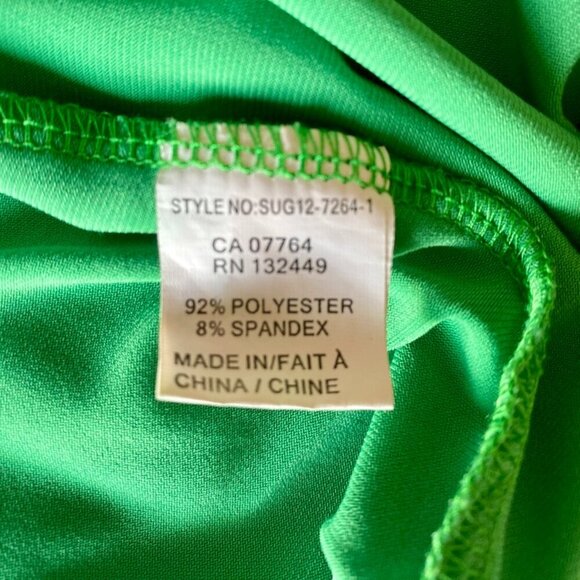 STYLE NO:SUG12-7264-1
CA 07764
RN 132449
92% POLYESTER
8% SPANDEX
MADE IN/FAIT À
CHINA / CHINE